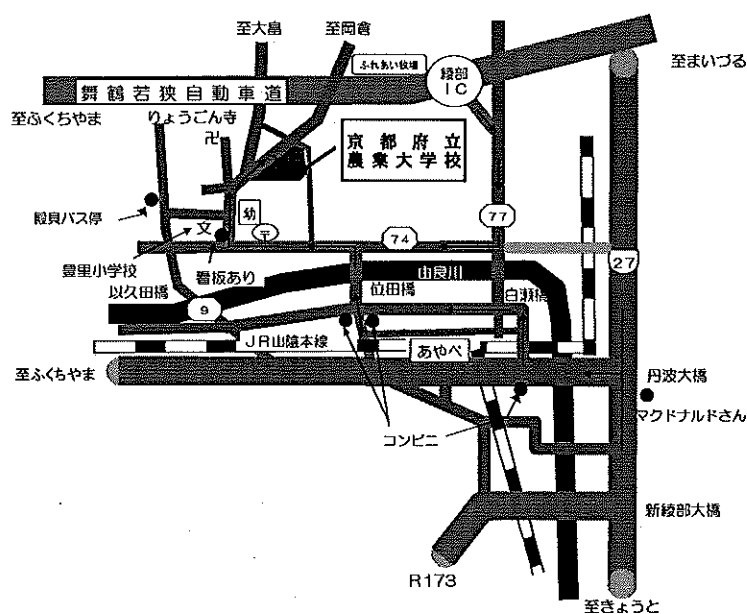 至大畠
至岡倉
ふれあい牧場
綾部
IC
至まいづる
舞鶴若狭自動車道
至ふくちやま
りょうごん寺
卍
京都府立
農業大学校
殿貝バス停
幼
文
〒
74
77
27
豊里小学校
看板あり
以久田橋
位田橋
由良川
白瀬橋
9
JR山陰本線
あやべ
至ふくちやま
丹波大橋
マクドナルドさん
コンビニ
新綾部大橋
R173
至きょうと